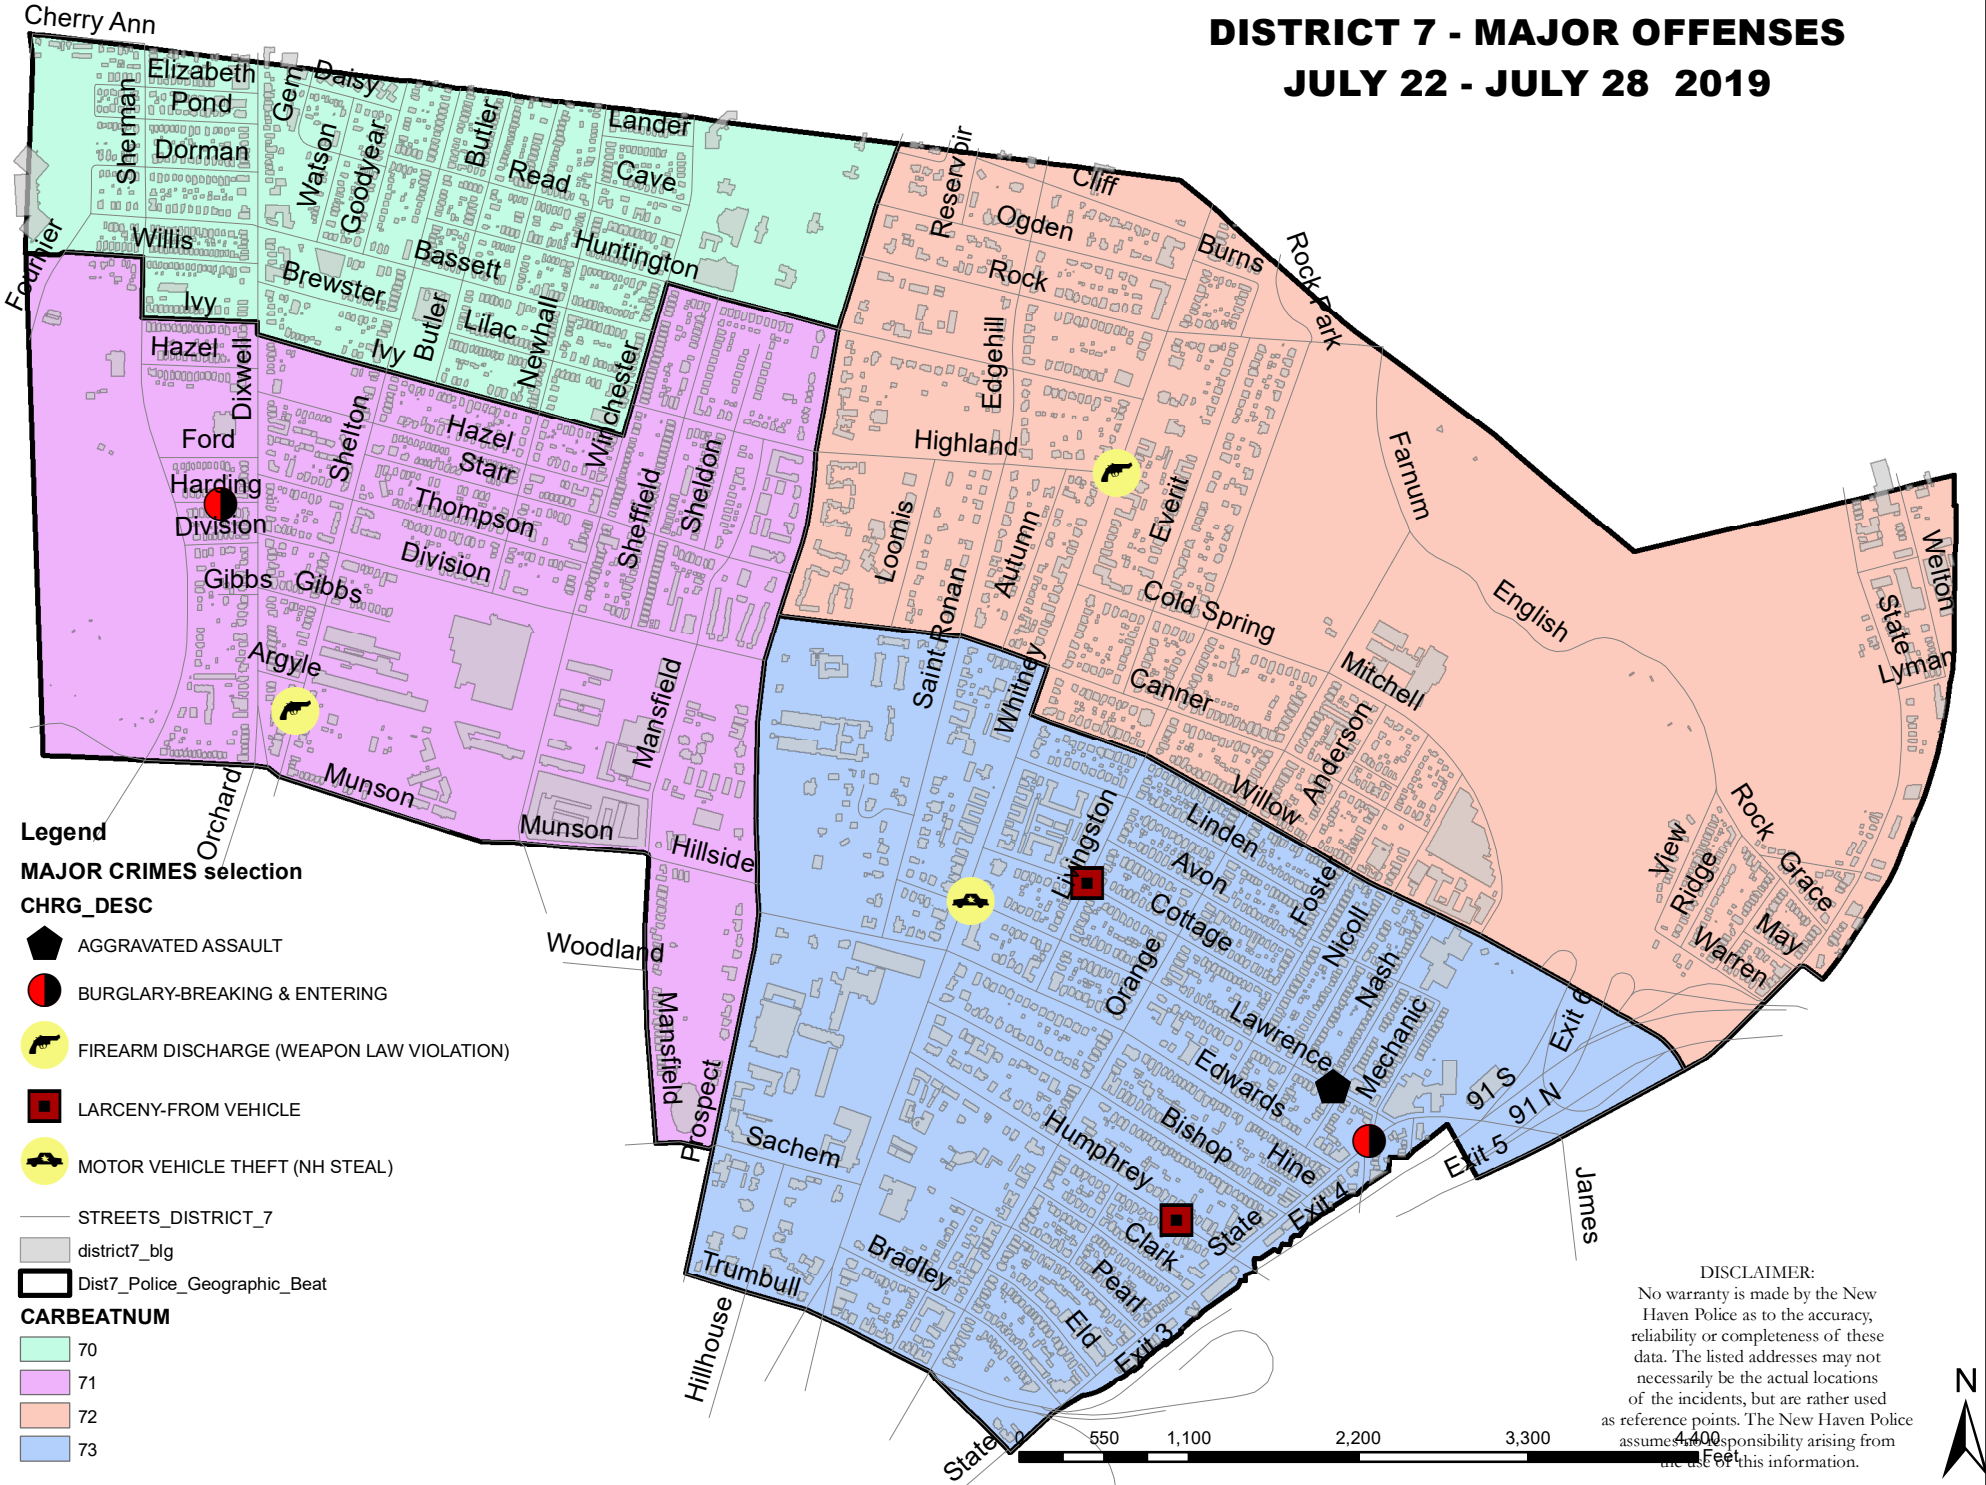 DISTRICT 7 - MAJOR OFFENSES
JULY 22 - JULY 28 2019
Cherry Ann
Elizabeth
Pond
Dorman
Sherman
Gem
Daisy
Watson
Goodyear
Butler
Read
Lander
Cave
Willis
Fournier
Ivy
Brewster
Bassett
Huntington
Butler
Lilac
Newhall
Ivy
Winchester
Reservoir
Cliff
Ogden
Rock
Burns
Rock Park
Edgehill
Highland
Farnum
Hazel
Dixwell
Ford
Harding
Division
Shelton
Hazel
Starr
Thompson
Division
Sheffield
Sheldon
Gibbs
Gibbs
Argyle
Munson
Orchard
Mansfield
Munson
Hillside
Woodland
Mansfield
Prospect
Loomis
Saint Ronan
Autumn
Everit
Whitney
Cold Spring
Canner
Mitchell
Anderson
Willow
English
Welton
State
Lyman
View
Ridge
Rock
Grace
May
Warren
Livingston
Linden
Avon
Cottage
Foster
Nicoll
Nash
Orange
Lawrence
Mechanic
Edwards
Bishop
Hine
Humphrey
Exit 6
91 S
91 N
Exit 5
Exit 4
James
Sachem
Clark
State
Pearl
Bradley
Eld
Exit 3
Trumbull
Hillhouse
State
Legend
MAJOR CRIMES selection
CHRG_DESC
AGGRAVATED ASSAULT
BURGLARY-BREAKING & ENTERING
FIREARM DISCHARGE (WEAPON LAW VIOLATION)
LARCENY-FROM VEHICLE
MOTOR VEHICLE THEFT (NH STEAL)
STREETS_DISTRICT_7
district7_blg
Dist7_Police_Geographic_Beat
CARBEATNUM
70
71
72
73
DISCLAIMER:
No warranty is made by the New
Haven Police as to the accuracy,
reliability or completeness of these
data. The listed addresses may not
necessarily be the actual locations
of the incidents, but are rather used
as reference points. The New Haven Police
assumes no responsibility arising from
the use of this information.
0 550 1,100 2,200 3,300 4,400
Feet
N